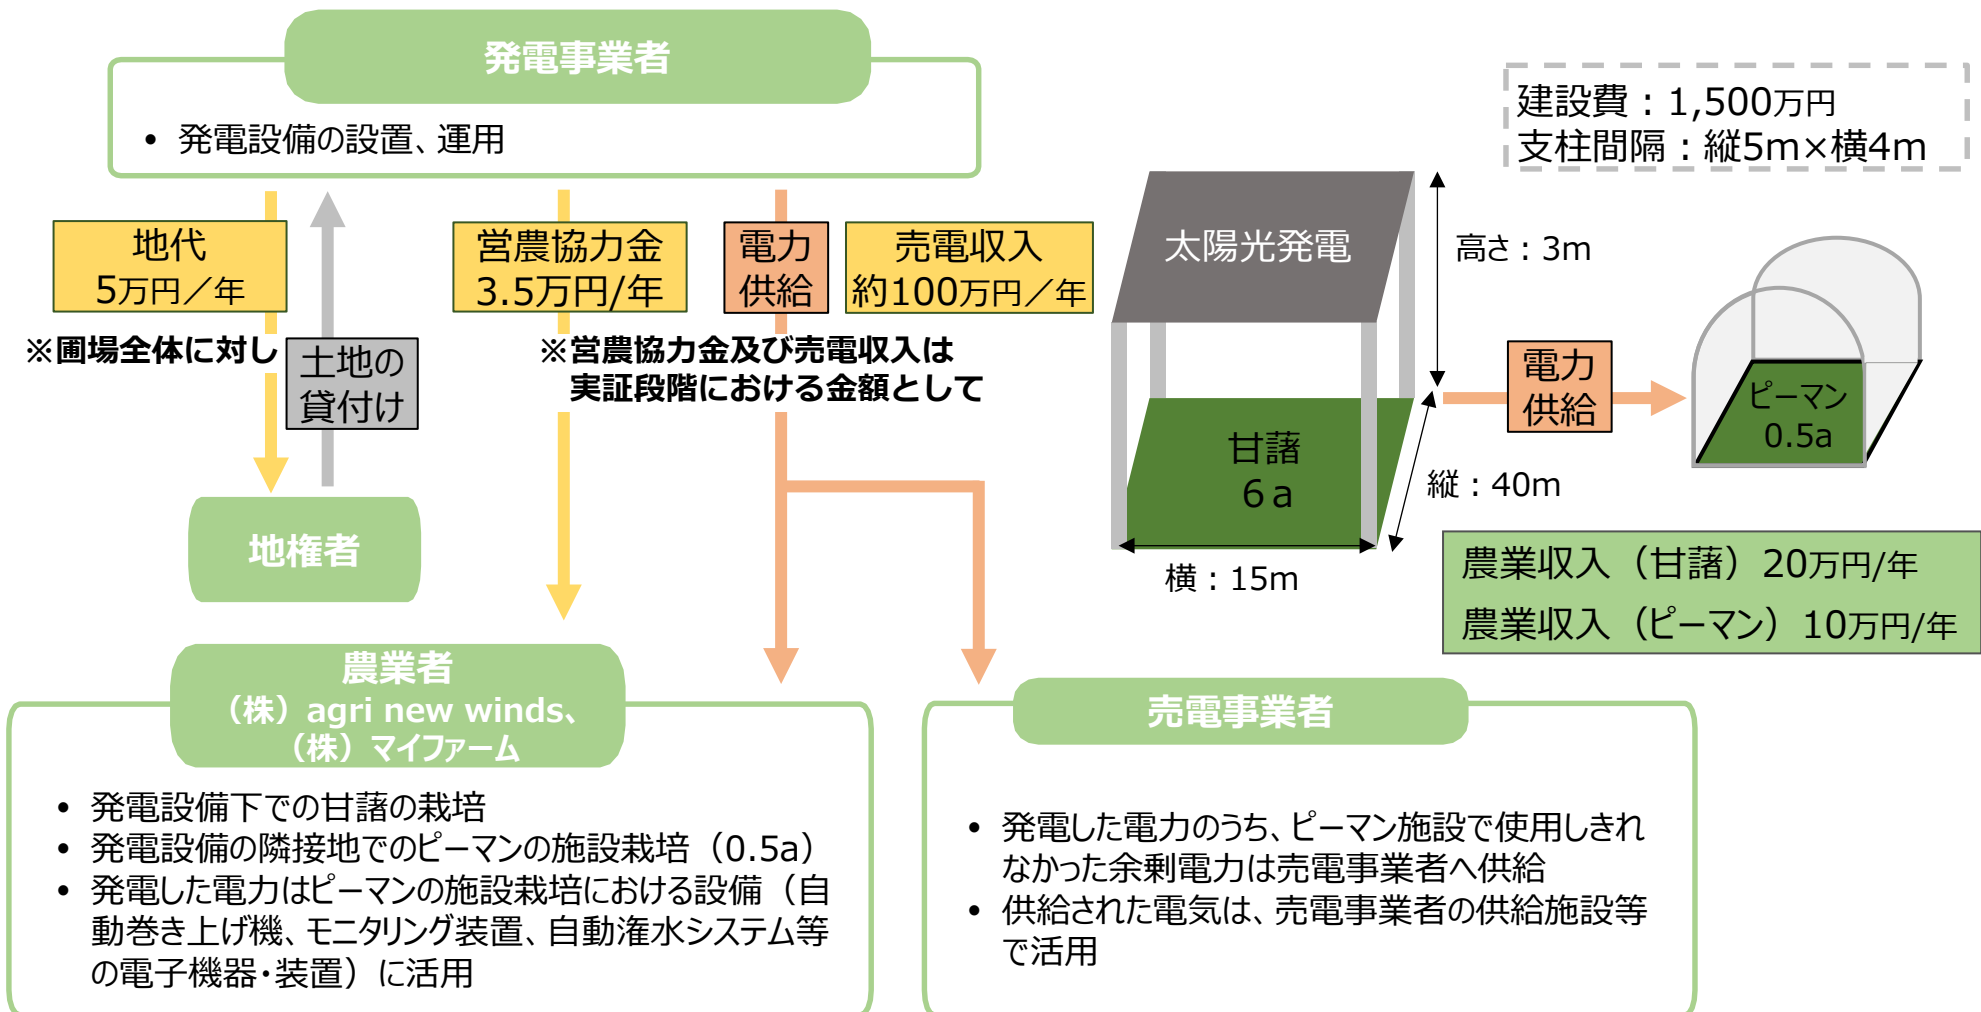 発電事業者
• 発電設備の設置、運用
地代
5万円／年
※圃場全体に対し
土地の
貸付け
営農協力金
3.5万円/年
電力
供給
売電収入
約100万円／年
※営農協力金及び売電収入は
実証段階における金額として
地権者
農業者
（株）agri new winds、
（株）マイファーム
• 発電設備下での甘藷の栽培
• 発電設備の隣接地でのピーマンの施設栽培（0.5a）
• 発電した電力はピーマンの施設栽培における設備（自
動巻き上げ機、モニタリング装置、自動潅水システム等
の電子機器・装置）に活用
売電事業者
• 発電した電力のうち、ピーマン施設で使用しきれ
なかった余剰電力は売電事業者へ供給
• 供給された電気は、売電事業者の供給施設等
で活用
建設費：1,500万円
支柱間隔：縦5m×横4m
太陽光発電
高さ：3m
甘藷
６a
縦：40m
横：15m
電力
供給
ピーマン
0.5a
農業収入（甘藷）20万円/年
農業収入（ピーマン）10万円/年